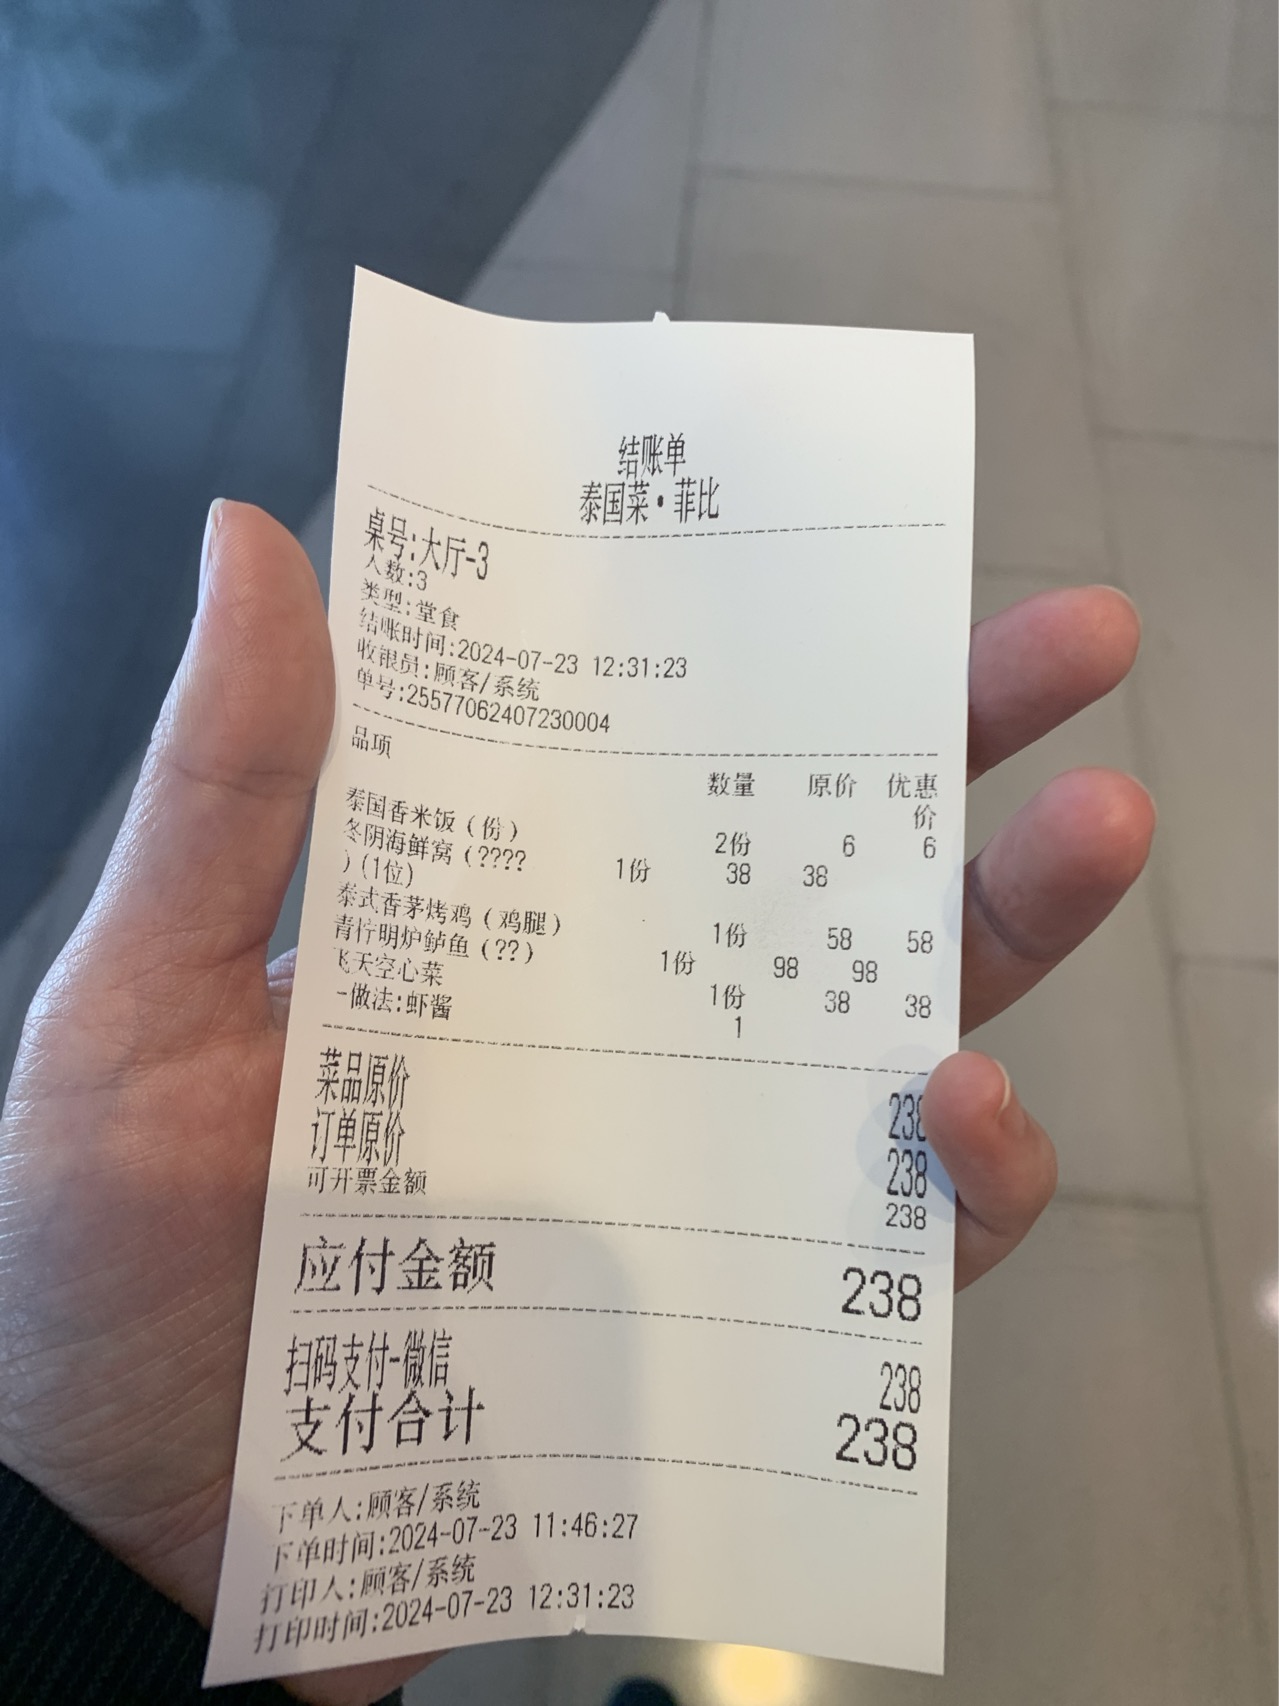 结账单
泰国菜•菲比
桌号:大厅-3
人数:3
类型:堂食
结账时间:2024-07-23 12:31:23
收银员:顾客/系统
单号:25577062407230004
品项 数量 原价 优惠
价
泰国香米饭（份） 2份 6 6
冬阴海鲜窝（???? 1份 38 38
）(1位)
泰式香茅烤鸡（鸡腿） 1份 58 58
青柠明炉鲈鱼（??） 1份 98 98
飞天空心菜 1份 38 38
-做法:虾酱 1
菜品原价 238
订单原价 238
可开票金额 238
应付金额 238
扫码支付-微信 238
支付合计 238
下单人:顾客/系统
下单时间:2024-07-23 11:46:27
打印人:顾客/系统
打印时间:2024-07-23 12:31:23